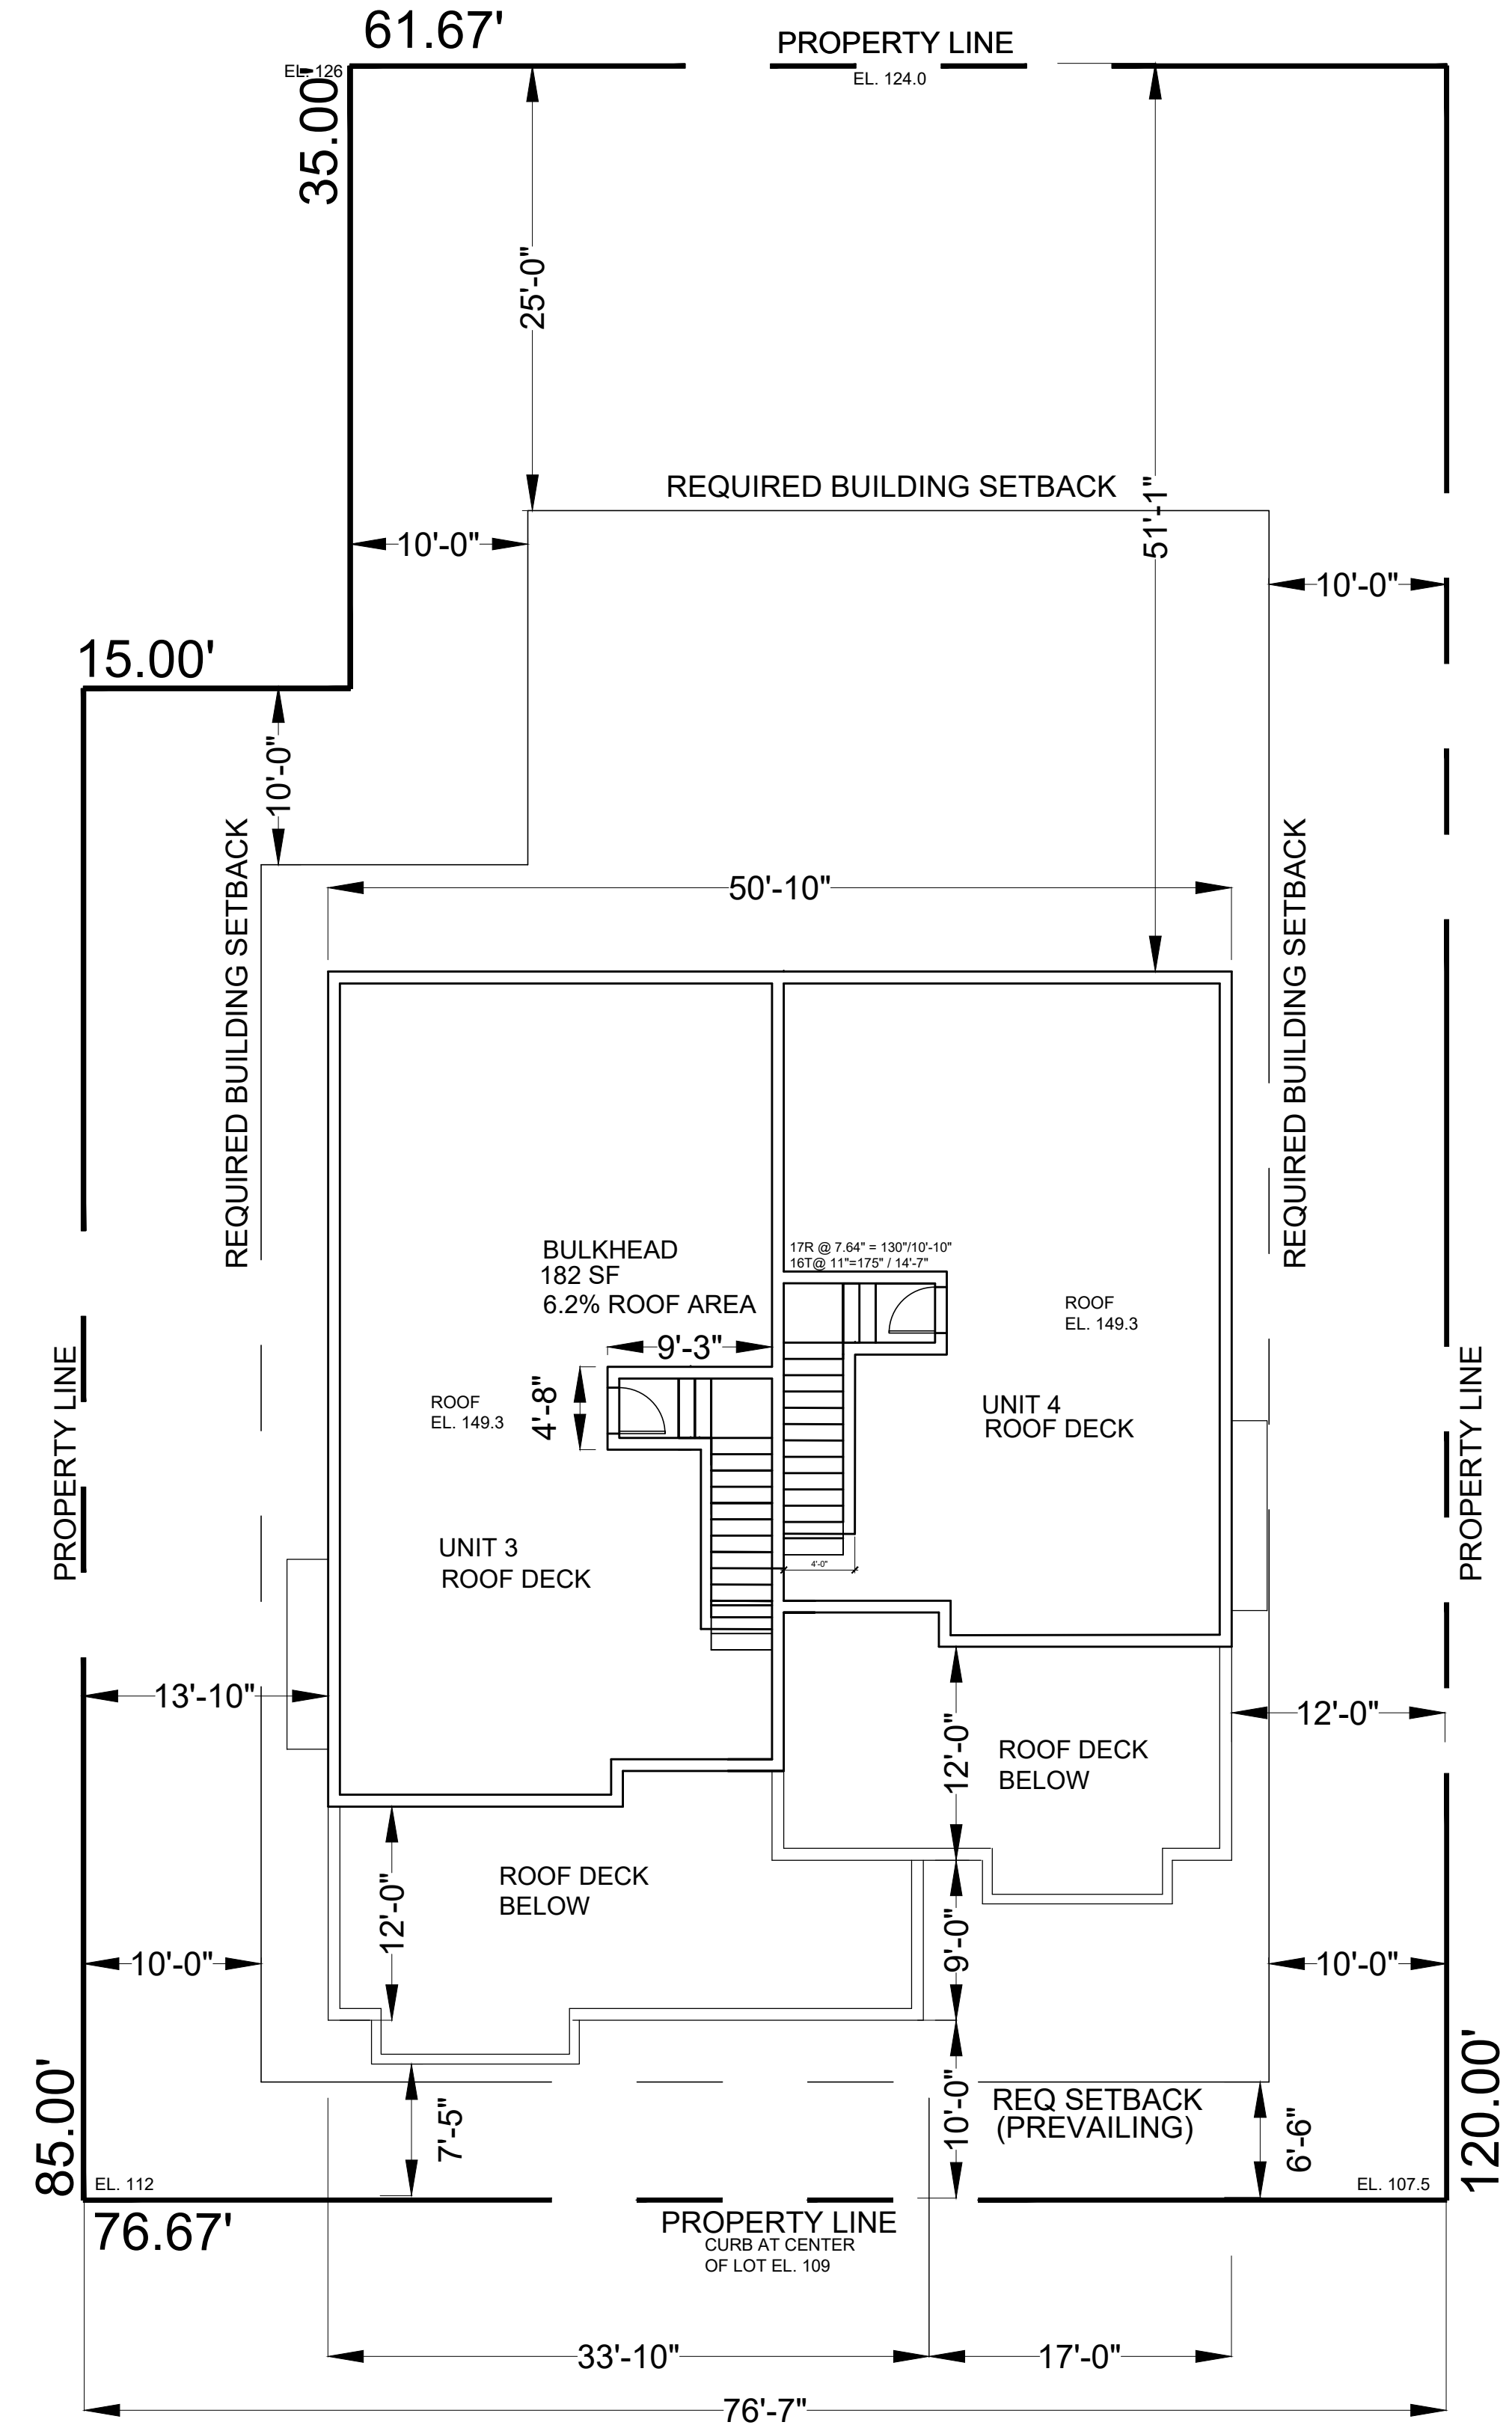 61.67'
PROPERTY LINE
EL. 126
EL. 124.0
35.00'
25'-0"
REQUIRED BUILDING SETBACK
51'-1"
10'-0"
10'-0"
15.00'
10'-0"
REQUIRED BUILDING SETBACK
REQUIRED BUILDING SETBACK
50'-10"
BULKHEAD
182 SF
6.2% ROOF AREA
17R @ 7.64" = 130"/10'-10"
16T@ 11"=175" / 14'-7"
ROOF
EL. 149.3
9'-3"
4'-8"
ROOF
EL. 149.3
UNIT 4
ROOF DECK
PROPERTY LINE
PROPERTY LINE
UNIT 3
ROOF DECK
4'-0"
13'-10"
12'-0"
12'-0"
ROOF DECK
BELOW
ROOF DECK
BELOW
12'-0"
9'-0"
10'-0"
10'-0"
85.00'
120.00'
7'-5"
10'-0"
REQ SETBACK
(PREVAILING)
6'-6"
EL. 112
EL. 107.5
76.67'
PROPERTY LINE
CURB AT CENTER
OF LOT EL. 109
33'-10"
17'-0"
76'-7"